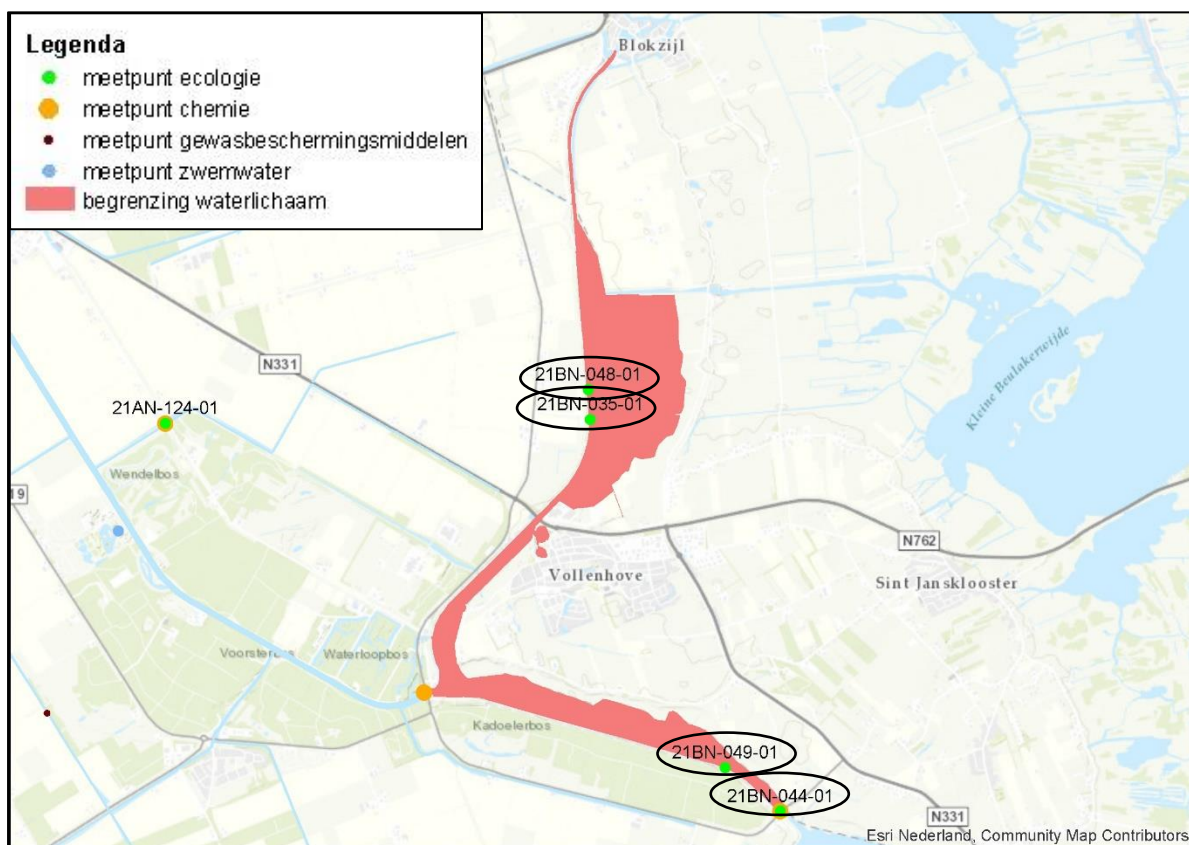 Legenda
meetpunt ecologie
meetpunt chemie
meetpunt gewasbeschermingsmiddelen
meetpunt zwemwater
begrenzing waterlichaam
Blokzijl
N331
21BN-048-01
21BN-035-01
21AN-124-01
Kleine Beulakerwijde
Wendelbos
19
N762
Vollenhove
Sint Jansklooster
Waterloopbos
Kadoelerbos
21BN-049-01
21BN-044-01
N331
Esri Nederland, Community Map Contributors